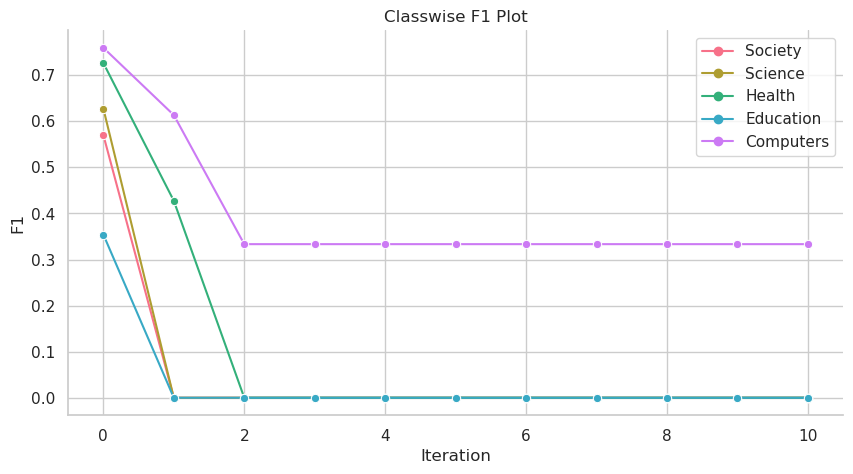 Classwise F1 Plot
Society
Science
Health
Education
Computers
F1
0.7
0.6
0.5
0.4
0.3
0.2
0.1
0.0
0 2 4 6 8 10
Iteration